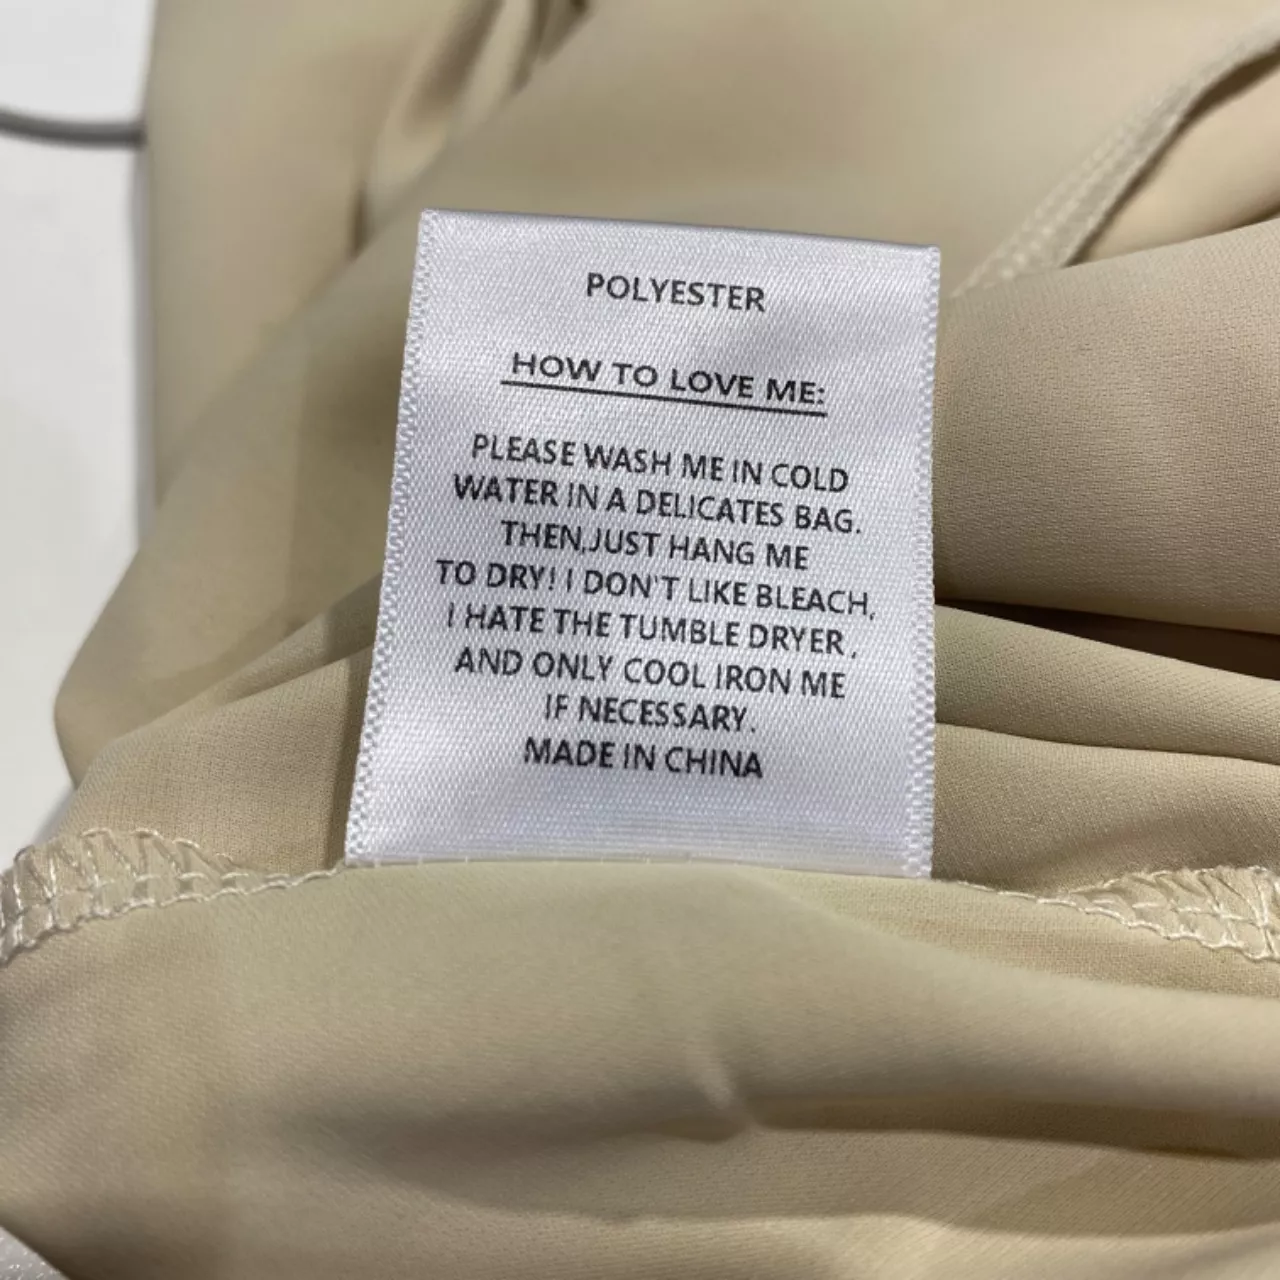 POLYESTER
HOW TO LOVE ME:
PLEASE WASH ME IN COLD
WATER IN A DELICATES BAG.
THEN,JUST HANG ME
TO DRY! I DON'T LIKE BLEACH,
I HATE THE TUMBLE DRYER,
AND ONLY COOL IRON ME
IF NECESSARY.
MADE IN CHINA